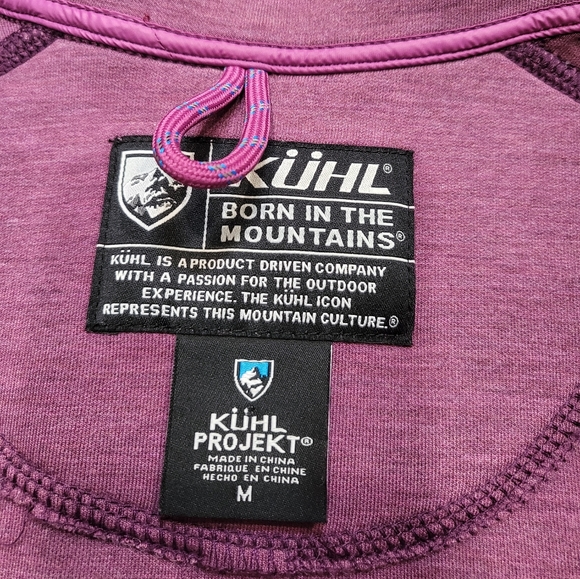 KÜHL®
BORN IN THE
MOUNTAINS®
KÜHL IS A PRODUCT DRIVEN COMPANY
WITH A PASSION FOR THE OUTDOOR
EXPERIENCE. THE KÜHL ICON
REPRESENTS THIS MOUNTAIN CULTURE.®
KÜHL
PROJEKT®
MADE IN CHINA
FABRIQUE EN CHINE
HECHO EN CHINA
M